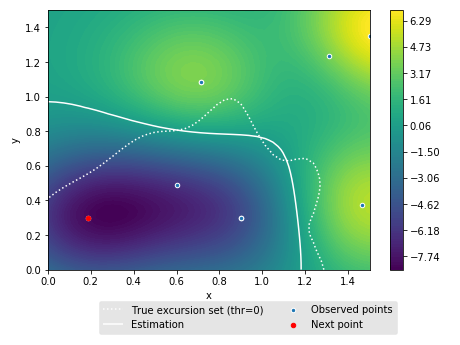 1.4
1.2
1.0
0.8
0.6
0.4
0.2
0.0
y
0.0 0.2 0.4 0.6 0.8 1.0 1.2 1.4
x
6.29
4.73
3.17
1.61
0.06
−1.50
−3.06
−4.62
−6.18
−7.74
True excursion set (thr=0)
Estimation
Observed points
Next point